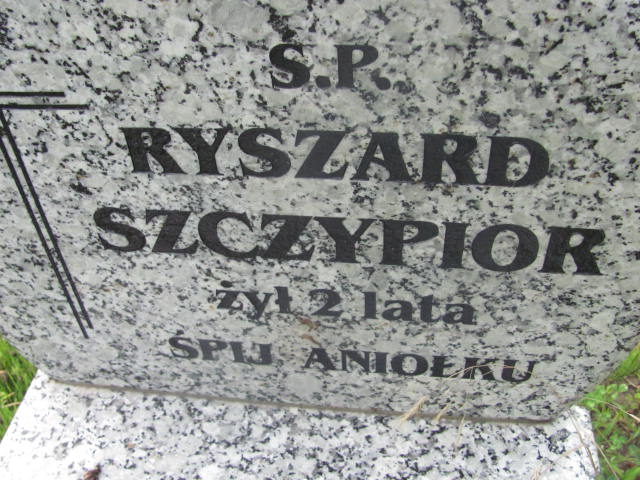 S.P.
RYSZARD
SZCZYPIOR
żył 2 lata
ŚPIJ ANIOŁKU